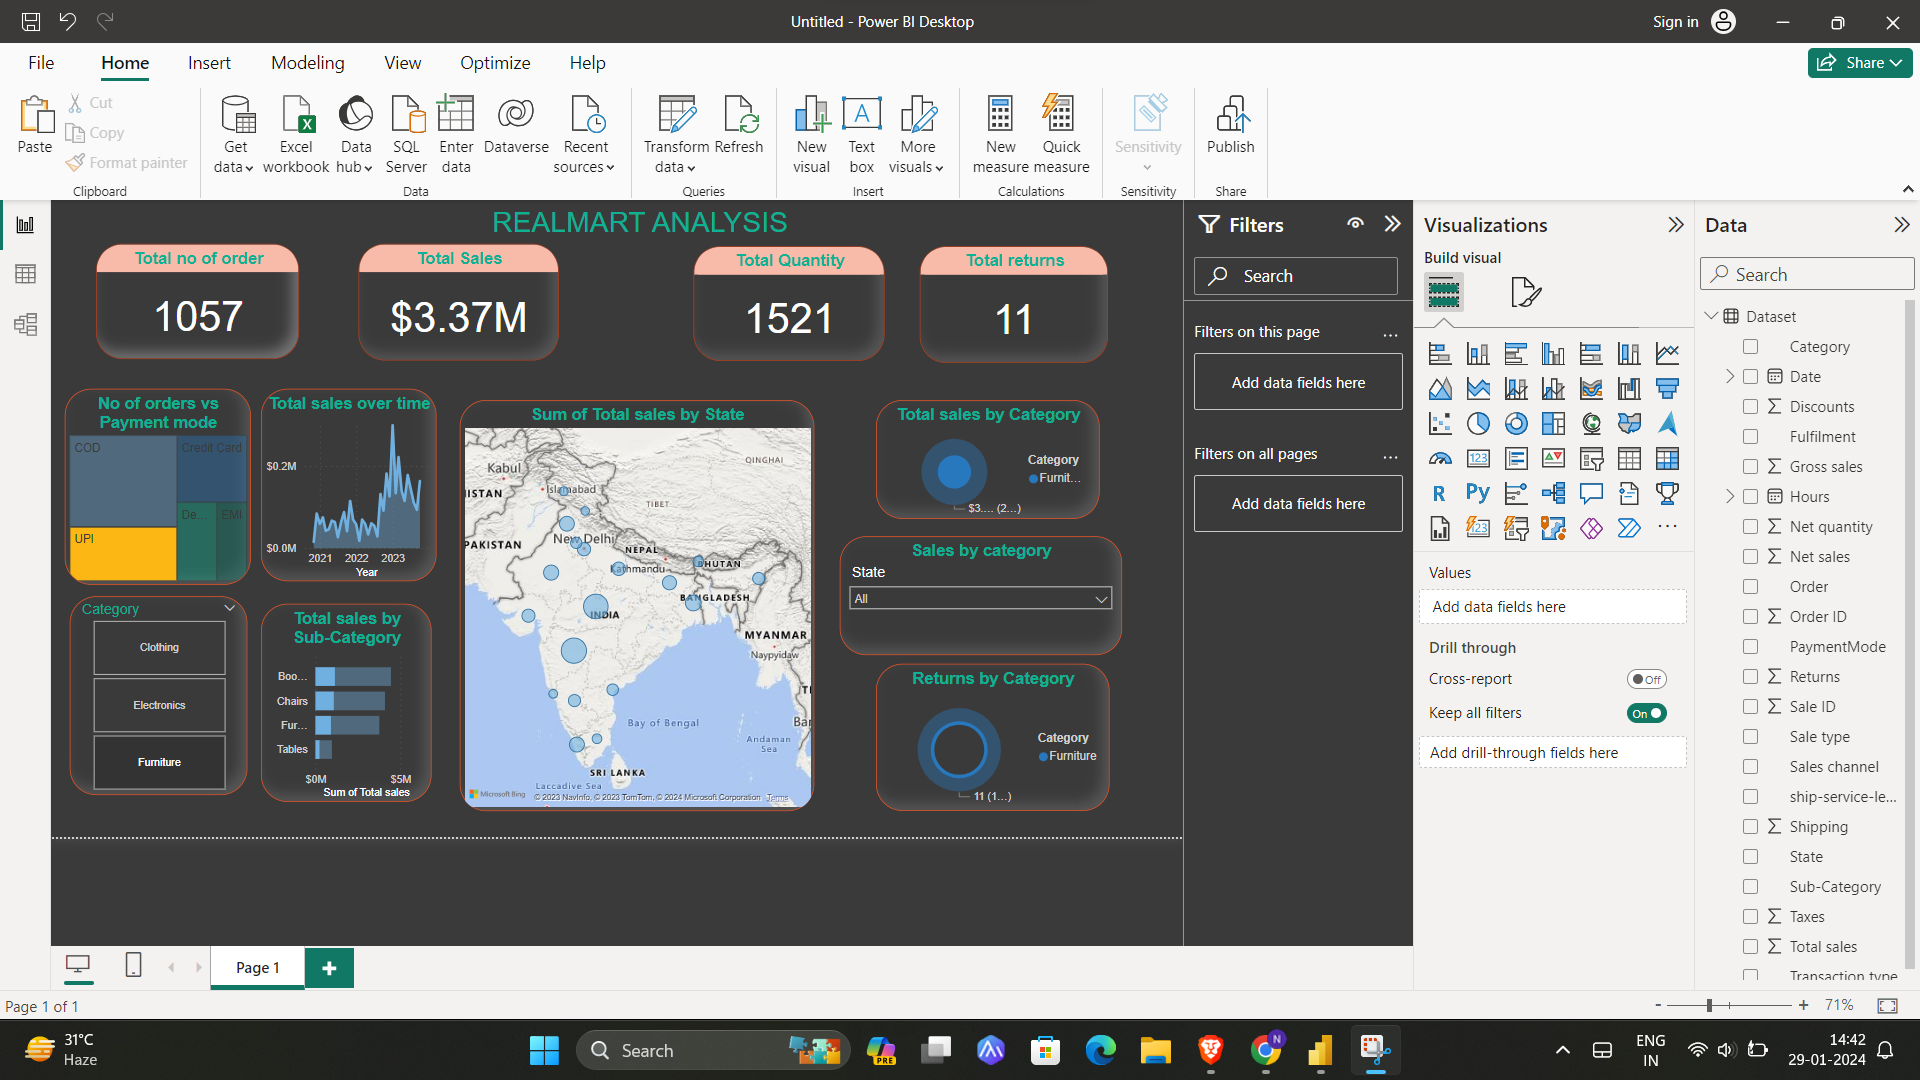 Untitled - Power BI Desktop
Sign in
File
Home
Insert
Modeling
View
Optimize
Help
Share
Paste
Cut
Copy
Format painter
Clipboard
Get data
Excel workbook
Data hub
SQL Server
Enter data
Dataverse
Recent sources
Data
Transform data
Refresh
Queries
New visual
Text box
More visuals
Insert
New measure
Quick measure
Calculations
Sensitivity
Sensitivity
Publish
Share
REALMART ANALYSIS
Total no of order
1057
Total Sales
$3.37M
Total Quantity
1521
Total returns
11
No of orders vs
Payment mode
COD
Credit Card
De...
EMI
UPI
Total sales over time
$0.2M
$0.0M
2021 2022 2023
Year
Category
Clothing
Electronics
Furniture
Total sales by
Sub-Category
Boo...
Chairs
Fur...
Tables
$0M
$5M
Sum of Total sales
Sum of Total sales by State
QINGHAI
Kabul
Islamabad
ISTAN
TIBET
PAKISTAN
New Delhi
NEPAL
Kathmandu
BHUTAN
BANGLADESH
INDIA
MYANMAR
Naypyidaw
TI
Bay of Bengal
Bar
Andaman
Sea
SRI LANKA
Laccadive Sea
Microsoft Bing
© 2023 NavInfo, © 2023 TomTom, © 2024 Microsoft Corporation Terms
Total sales by Category
Category
Furnit...
$3.... (2...)
Sales by category
State
All
Returns by Category
Category
Furniture
11 (1...)
Filters
Search
Filters on this page
...
Add data fields here
Filters on all pages
...
Add data fields here
Visualizations
Build visual
R
Py
123
123
...
Values
Add data fields here
Drill through
Cross-report
Off
Keep all filters
On
Add drill-through fields here
Data
Search
Dataset
Category
Date
Discounts
Fulfilment
Gross sales
Hours
Net quantity
Net sales
Order
Order ID
PaymentMode
Returns
Sale ID
Sale type
Sales channel
ship-service-le...
Shipping
State
Sub-Category
Taxes
Total sales
Transaction type
Page 1
Page 1 of 1
- + 71%
31°C
Haze
Search
PRE
N
ENG
IN
14:42
29-01-2024